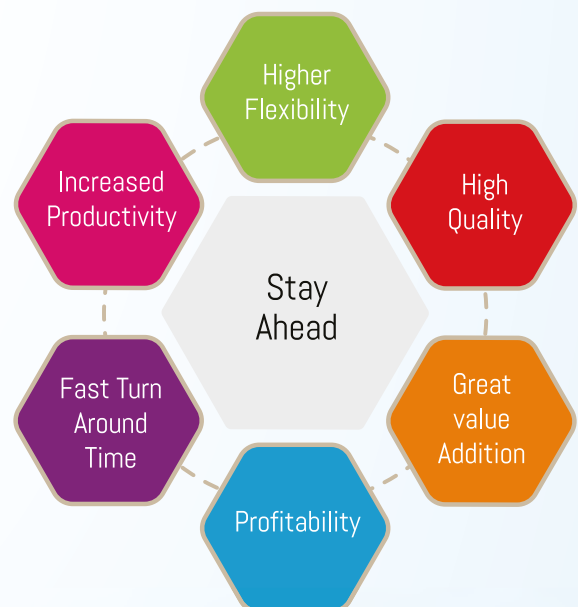 Higher
Flexibility
High
Quality
Great
value
Addition
Profitability
Fast Turn
Around
Time
Increased
Productivity
Stay
Ahead